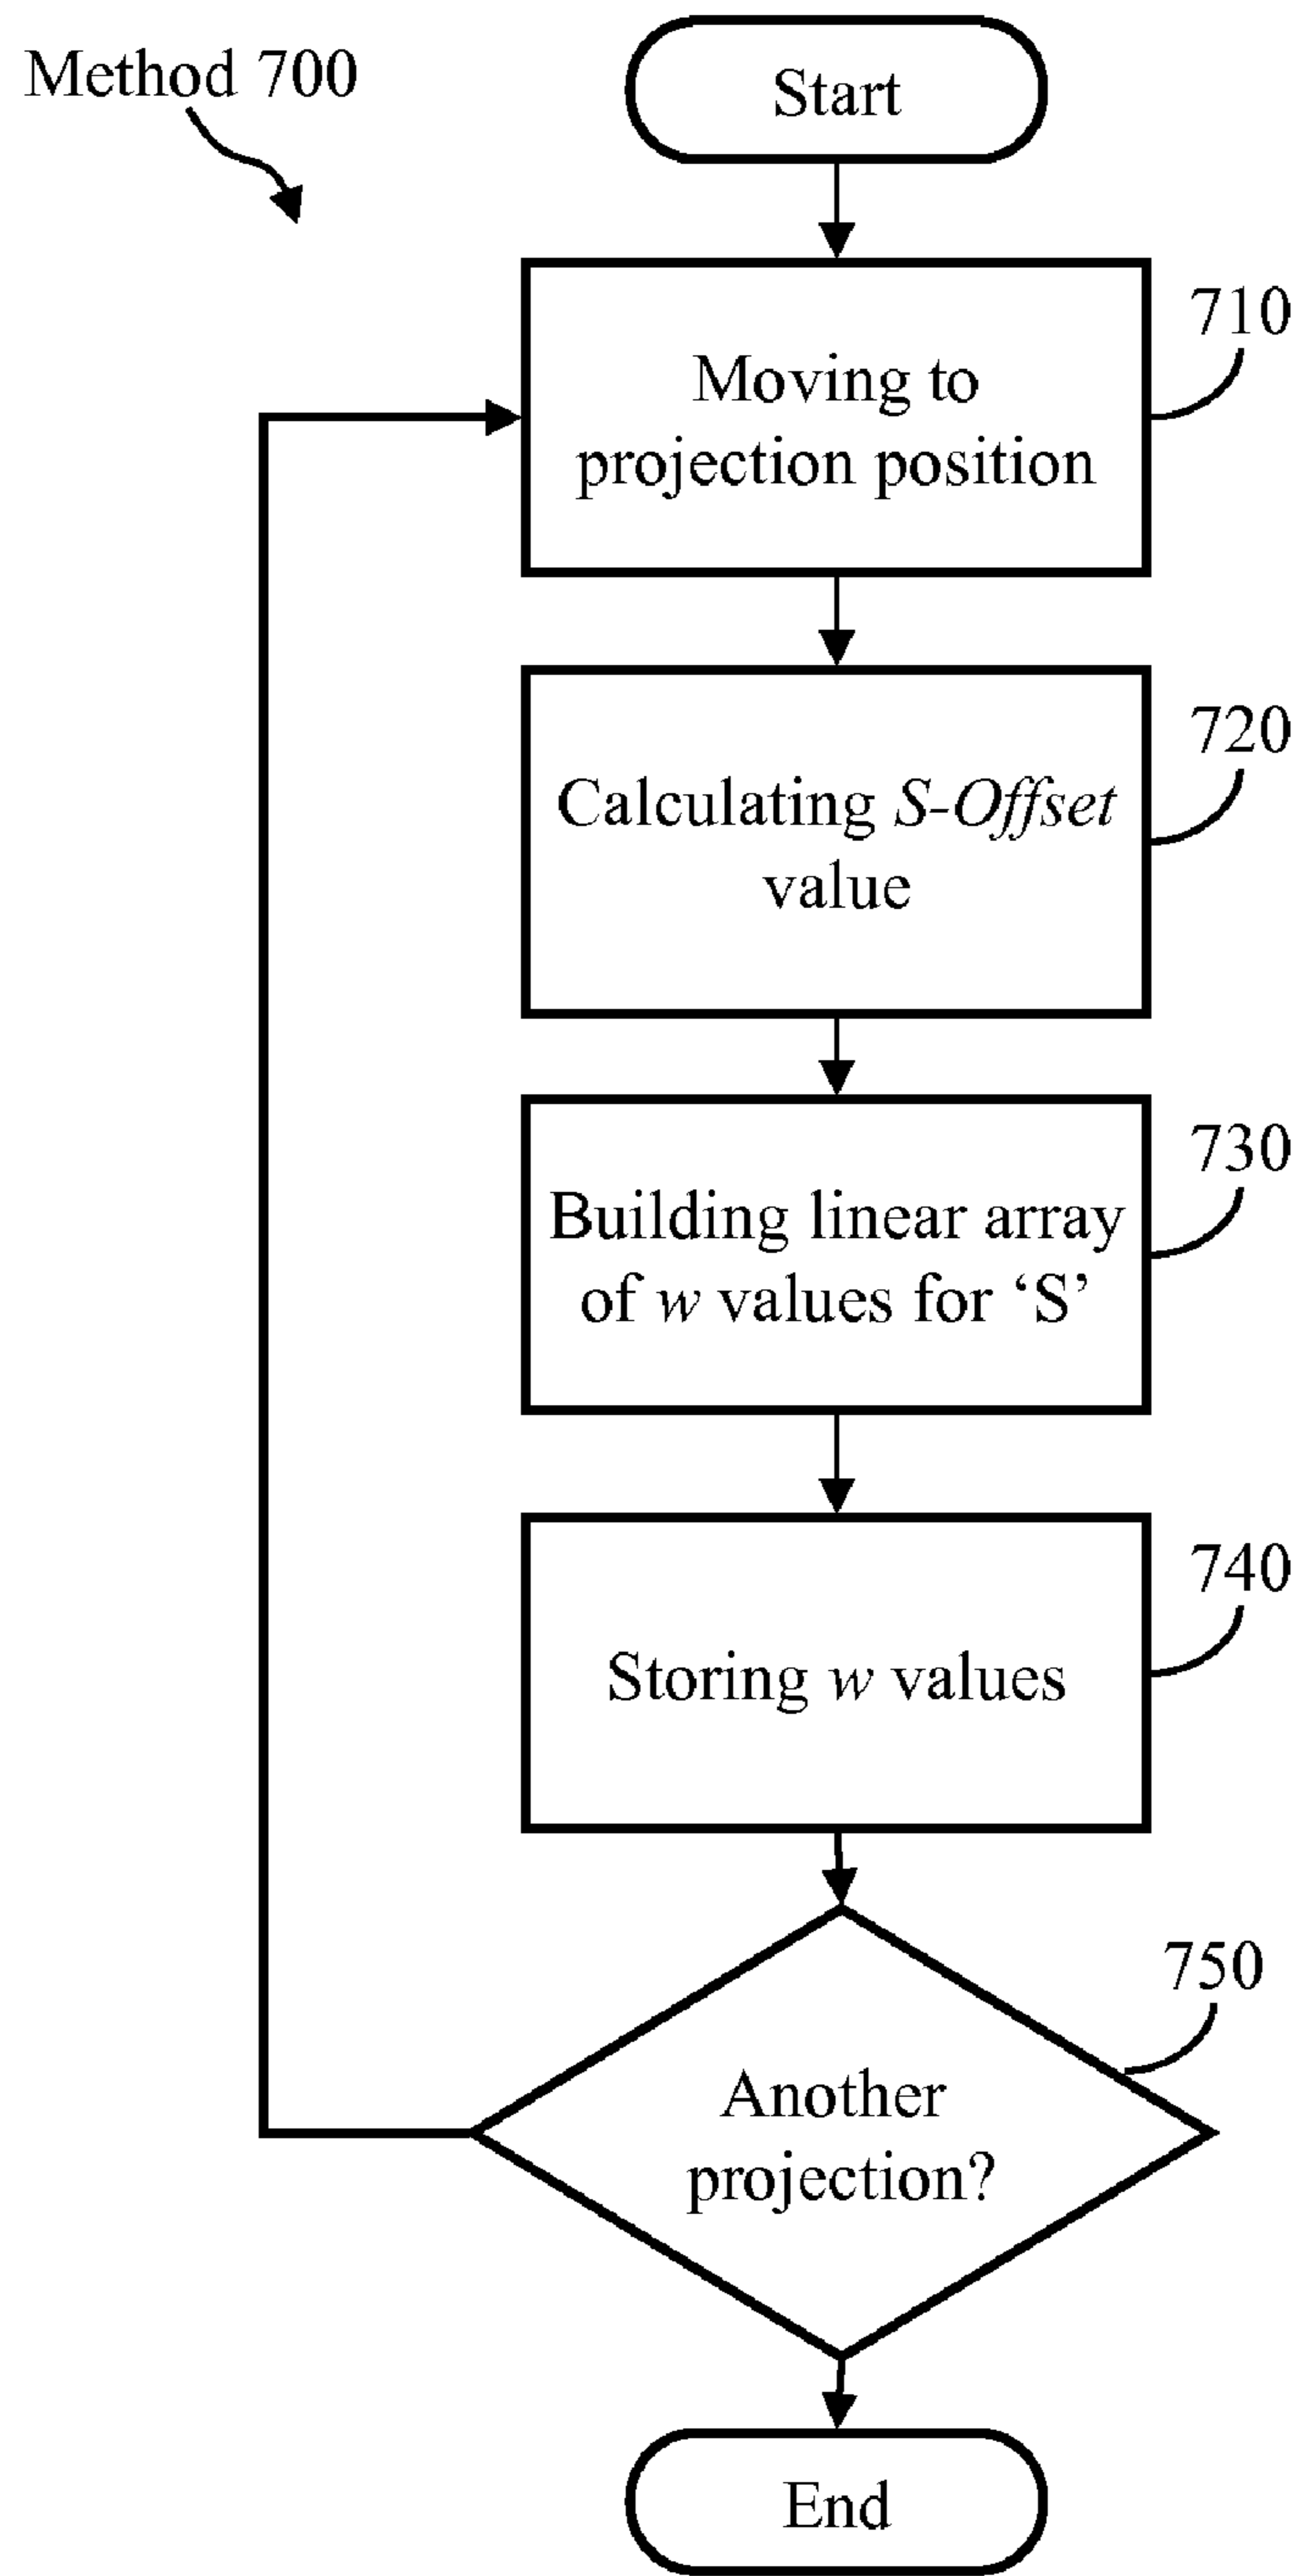 Method 700
Start
710
Moving to
projection position
720
Calculating S-Offset
value
730
Building linear array
of w values for ‘S’
740
Storing w values
750
Another
projection?
End